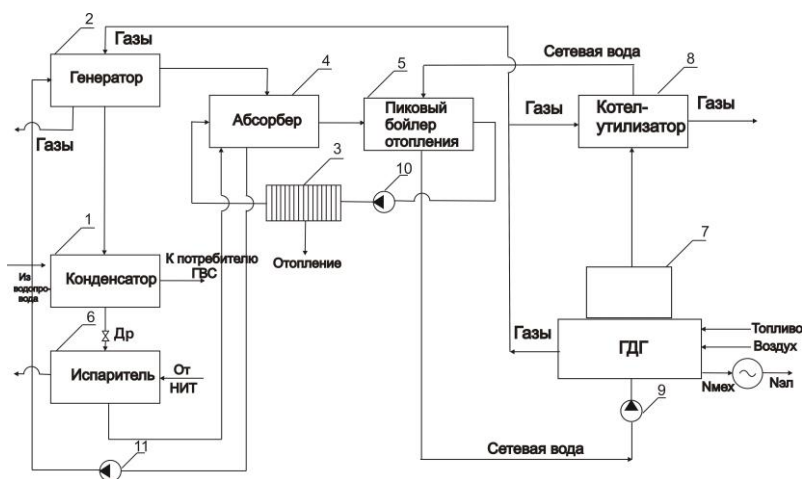 2
Газы
Генератор
Газы
4
Абсорбер
5
Пиковый
бойлер
отопления
Сетевая вода
8
Котел-
утилизатор
Газы
Газы
3
10
Отопление
1
Конденсатор
К потребителю
ГВС
Из
водопро-
вода
Др
6
Испаритель
От
НИТ
11
7
ГДГ
Газы
Топливо
Воздух
Nмех
Nэл
9
Сетевая вода